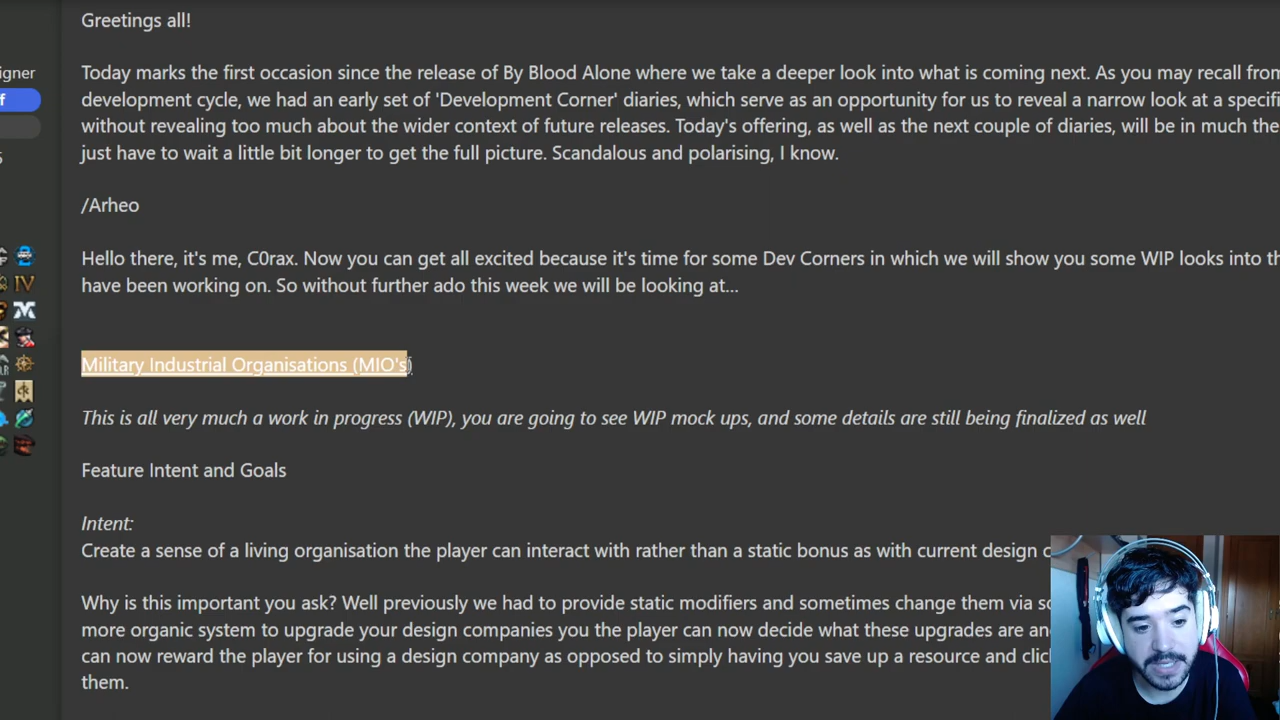 Greetings all!
igner
Today marks the first occasion since the release of By Blood Alone where we take a deeper look into what is coming next. As you may recall from
f
development cycle, we had an early set of 'Development Corner' diaries, which serve as an opportunity for us to reveal a narrow look at a specifi
without revealing too much about the wider context of future releases. Today's offering, as well as the next couple of diaries, will be in much the
just have to wait a little bit longer to get the full picture. Scandalous and polarising, I know.
/Arheo
Hello there, it's me, C0rax. Now you can get all excited because it's time for some Dev Corners in which we will show you some WIP looks into th
have been working on. So without further ado this week we will be looking at...
Military Industrial Organisations (MIO's)
This is all very much a work in progress (WIP), you are going to see WIP mock ups, and some details are still being finalized as well
Feature Intent and Goals
Intent:
Create a sense of a living organisation the player can interact with rather than a static bonus as with current design c
Why is this important you ask? Well previously we had to provide static modifiers and sometimes change them via sc
more organic system to upgrade your design companies you the player can now decide what these upgrades are an
can now reward the player for using a design company as opposed to simply having you save up a resource and clic
them.